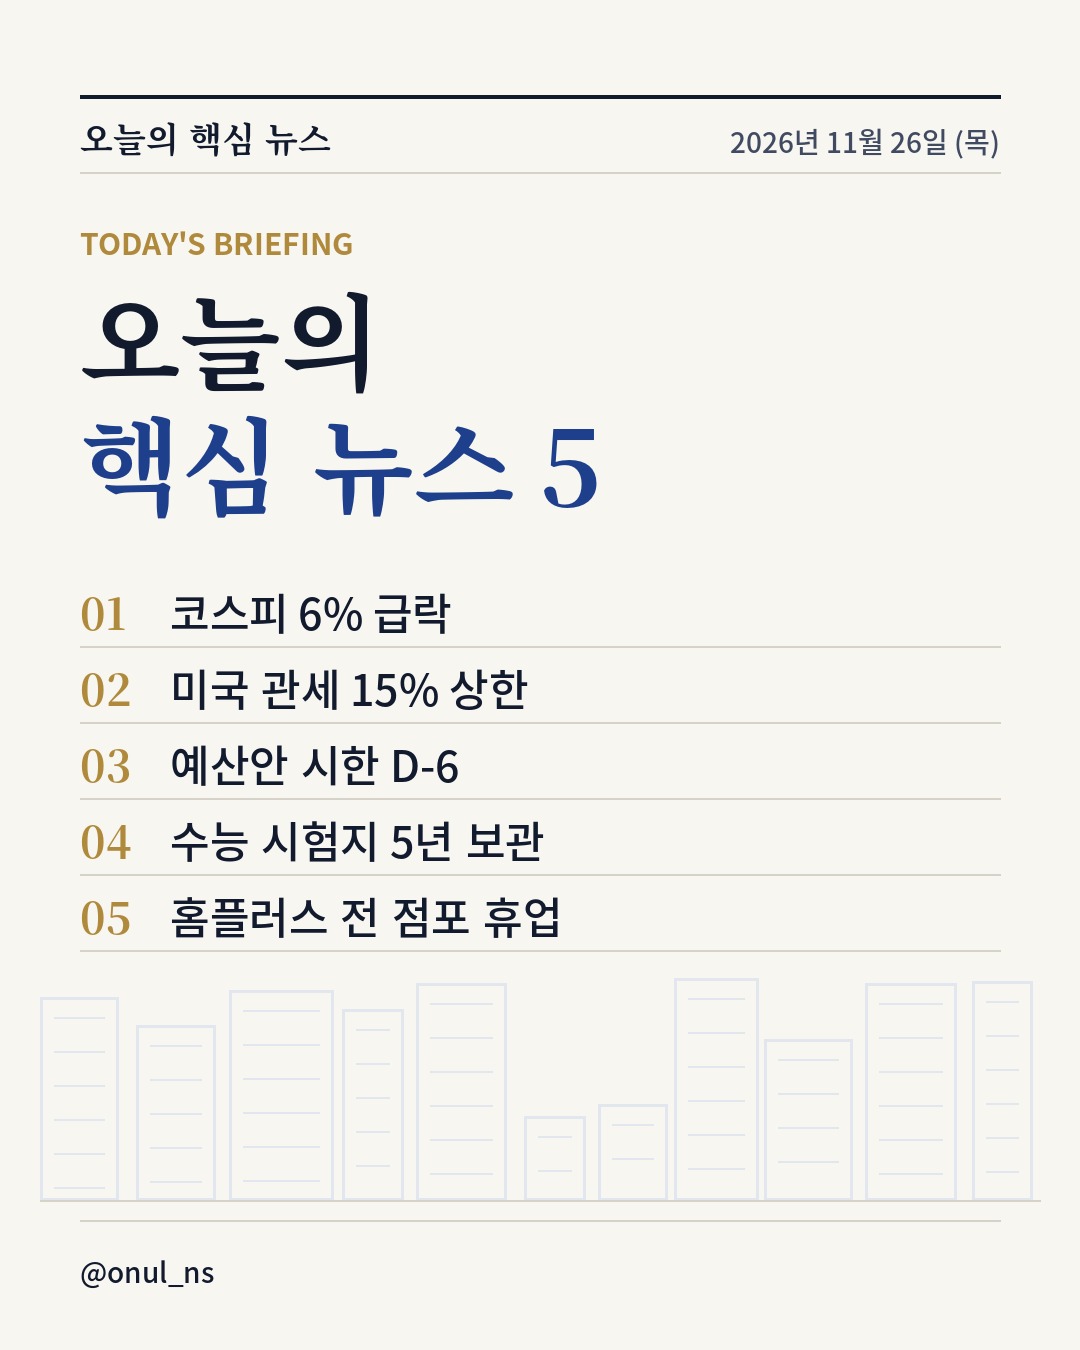 오늘의 핵심 뉴스
2026년 11월 26일 (목)
TODAY'S BRIEFING
오늘의
핵심 뉴스 5
01 코스피 6% 급락
02 미국 관세 15% 상한
03 예산안 시한 D-6
04 수능 시험지 5년 보관
05 홈플러스 전 점포 휴업
@onul_ns